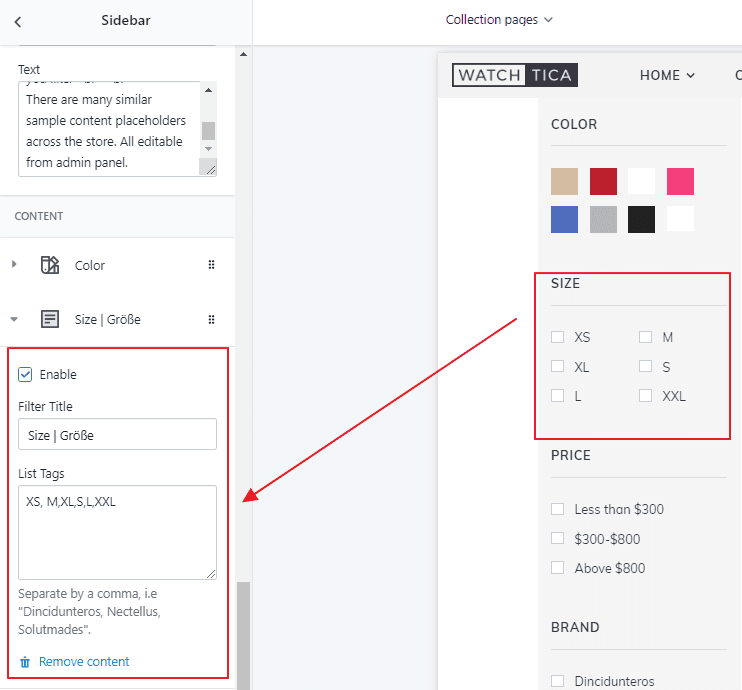 Sidebar
Collection pages
Text
There are many similar
sample content placeholders
across the store. All editable
from admin panel.
CONTENT
Color
Size | Größe
Enable
Filter Title
Size | Größe
List Tags
XS, M,XL,S,L,XXL
Separate by a comma, i.e
"Dincidunteros, Nectellus,
Solutmades".
Remove content
WATCH TICA
HOME
COLOR
SIZE
XS M
XL S
L XXL
PRICE
Less than $300
$300-$800
Above $800
BRAND
Dincidunteros